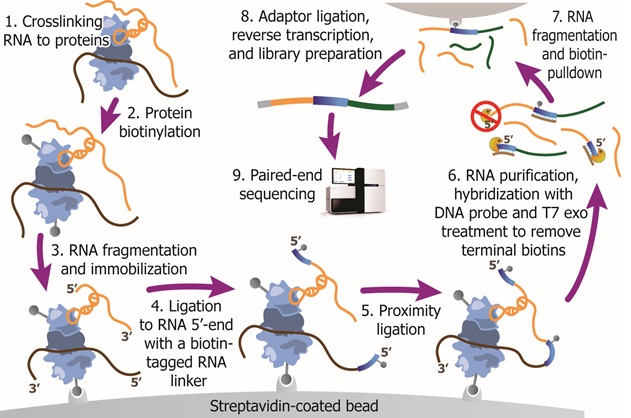 1. Crosslinking
RNA to proteins
2. Protein
biotinylation
3. RNA fragmentation
and immobilization
5′
3′
3′
5′
4. Ligation
to RNA 5′-end
with a biotin-
tagged RNA
linker
5′
5′
5. Proximity
ligation
5′
3′
6. RNA purification,
hybridization with
DNA probe and T7 exo
treatment to remove
terminal biotins
5′
5′
5′
7. RNA
fragmentation
and biotin-
pulldown
8. Adaptor ligation,
reverse transcription,
and library preparation
9. Paired-end
sequencing
Streptavidin-coated bead